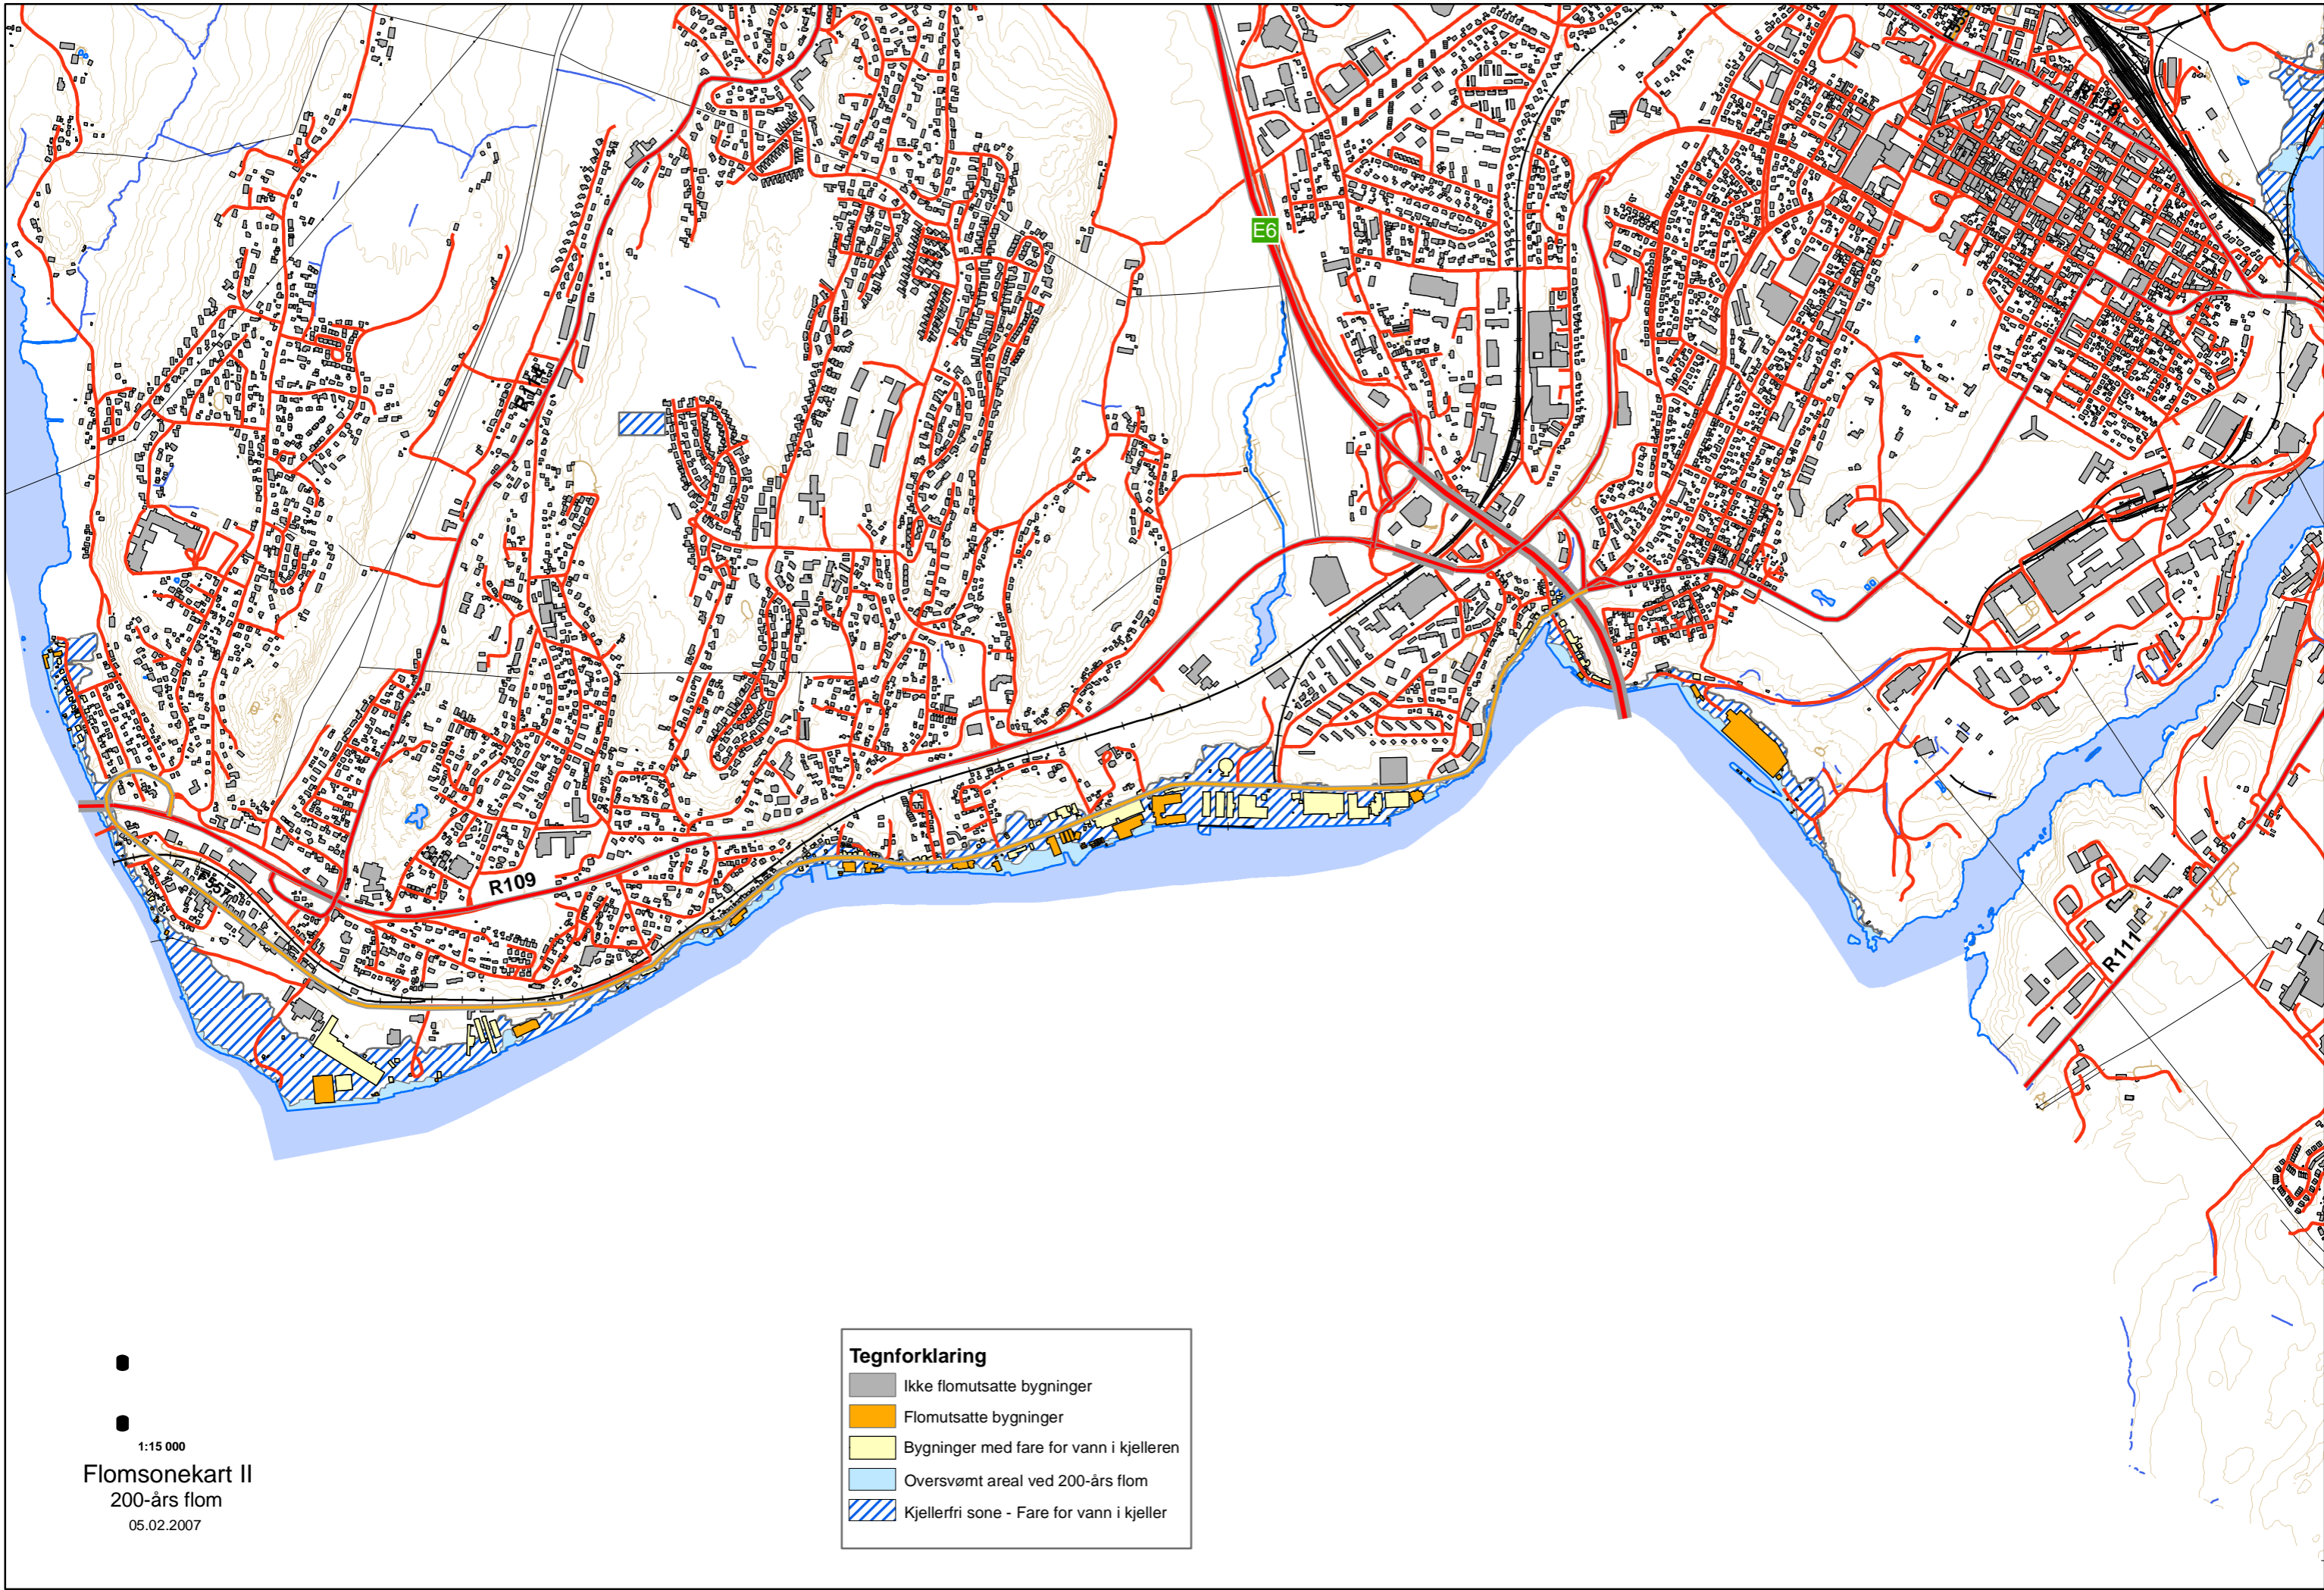 E6
R109
R111
Tegnforklaring
Ikke flomutsatte bygninger
Flomutsatte bygninger
Bygninger med fare for vann i kjelleren
Oversvømt areal ved 200-års flom
Kjellerfri sone - Fare for vann i kjeller
1:15 000
Flomsonekart II
200-års flom
05.02.2007